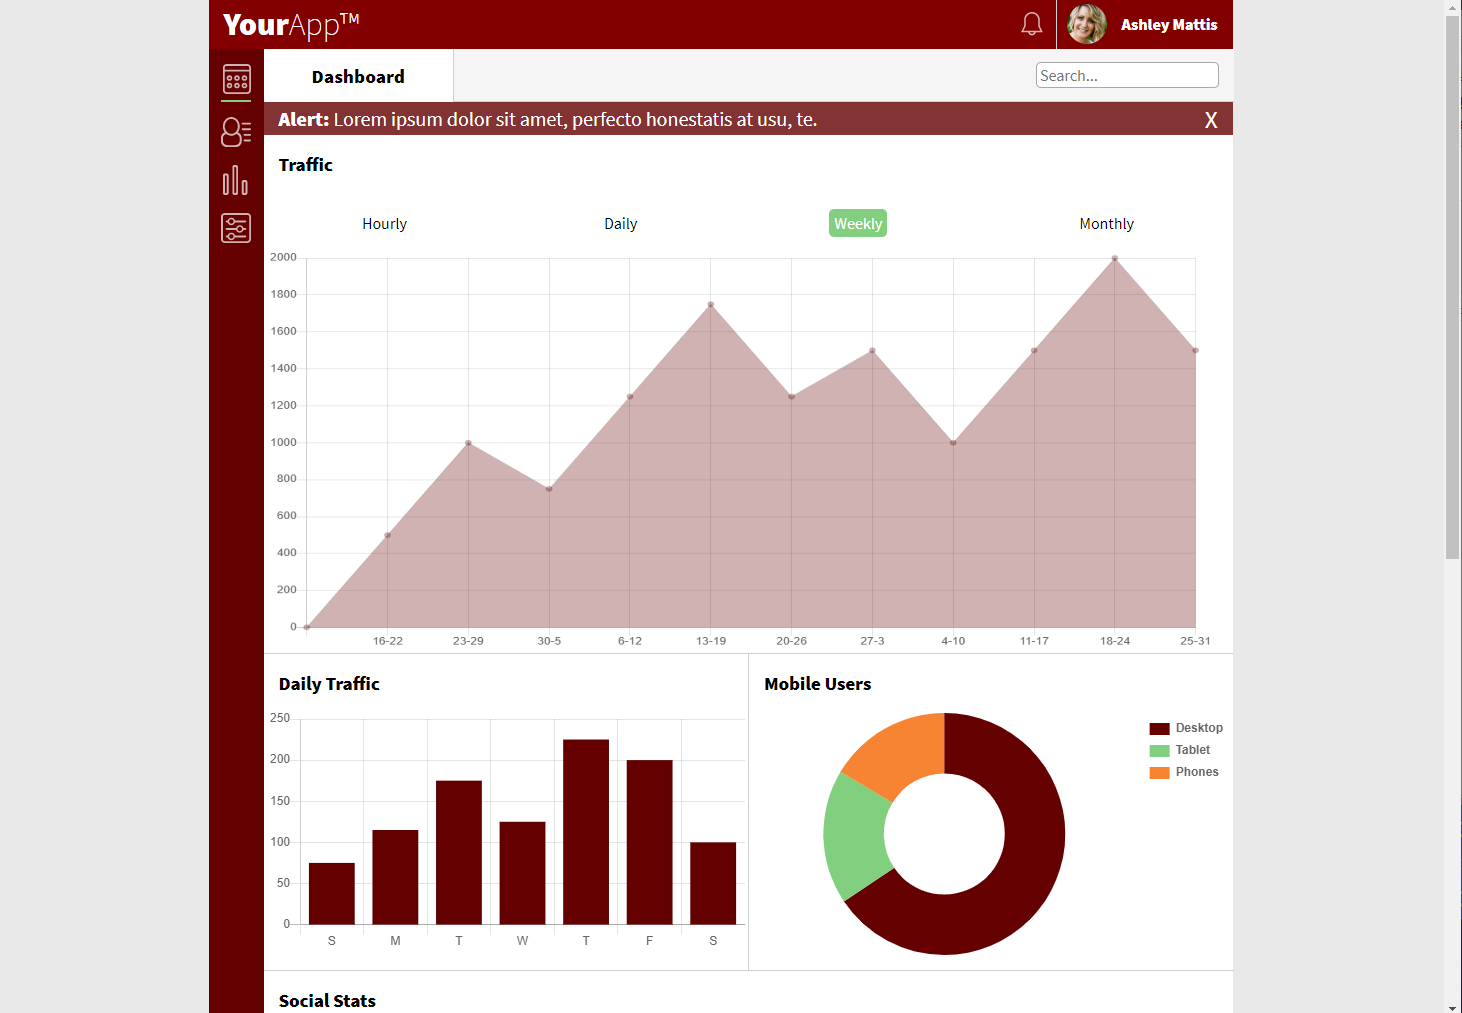 YourApp™
Ashley Mattis
Dashboard
Search...
Alert: Lorem ipsum dolor sit amet, perfecto honestatis at usu, te.
X
Traffic
Hourly Daily Weekly Monthly
2000
1800
1600
1400
1200
1000
800
600
400
200
0
16-22 23-29 30-5 6-12 13-19 20-26 27-3 4-10 11-17 18-24 25-31
Daily Traffic
250
200
150
100
50
0
S M T W T F S
Mobile Users
Desktop
Tablet
Phones
Social Stats